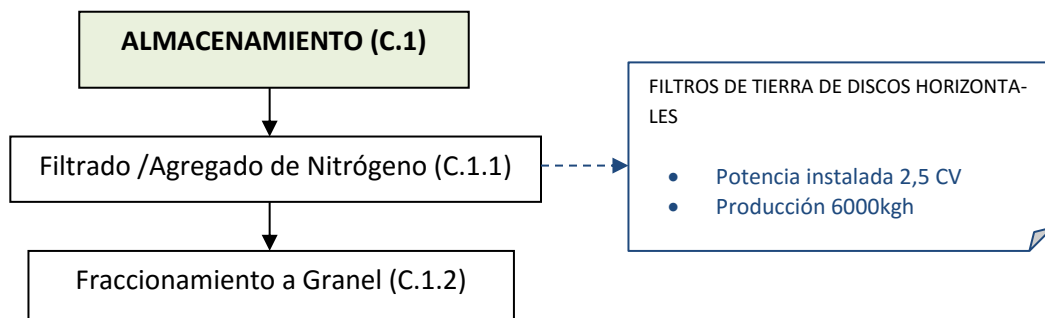 ALMACENAMIENTO (C.1)
Filtrado /Agregado de Nitrógeno (C.1.1)
Fraccionamiento a Granel (C.1.2)
FILTROS DE TIERRA DE DISCOS HORIZONTA-
LES
• Potencia instalada 2,5 CV
• Producción 6000kgh